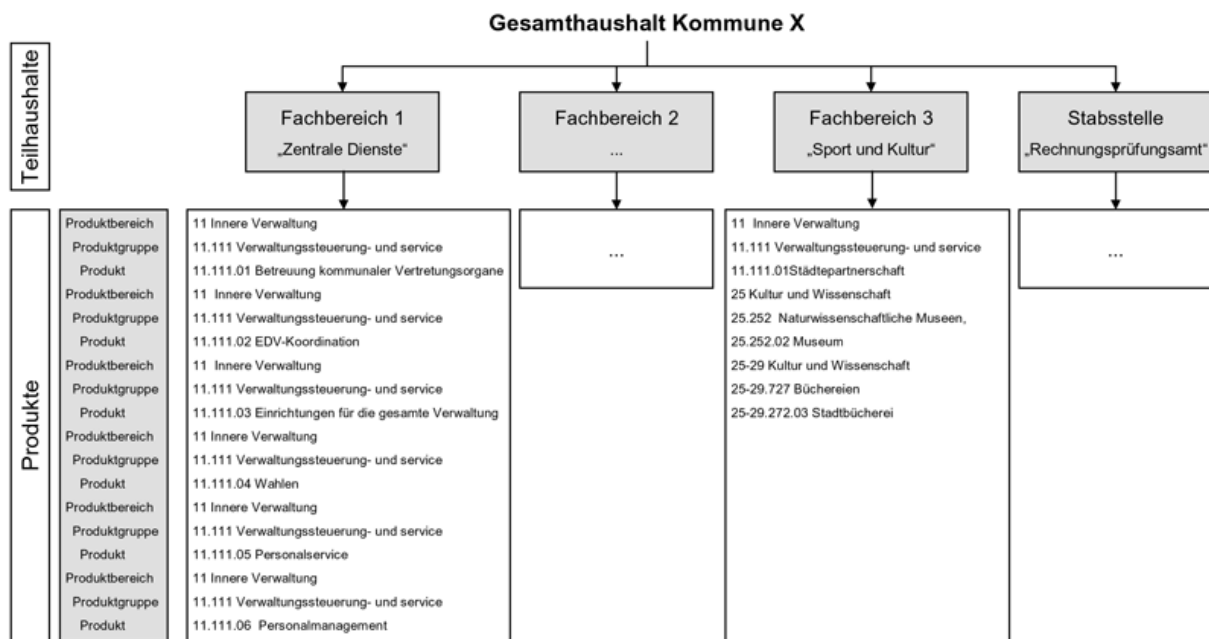 Gesamthaushalt Kommune X
Teilhaushalte
Fachbereich 1
„Zentrale Dienste“
Fachbereich 2
...
Fachbereich 3
„Sport und Kultur“
Stabsstelle
„Rechnungsprüfungsamt“
Produkte
Produktbereich
Produktgruppe
Produkt
Produktbereich
Produktgruppe
Produkt
Produktbereich
Produktgruppe
Produkt
Produktbereich
Produktgruppe
Produkt
Produktbereich
Produktgruppe
Produkt
Produktbereich
Produktgruppe
Produkt
11 Innere Verwaltung
11.111 Verwaltungssteuerung- und service
11.111.01 Betreuung kommunaler Vertretungsorgane
11 Innere Verwaltung
11.111 Verwaltungssteuerung- und service
11.111.02 EDV-Koordination
11 Innere Verwaltung
11.111 Verwaltungssteuerung- und service
11.111.03 Einrichtungen für die gesamte Verwaltung
11 Innere Verwaltung
11.111 Verwaltungssteuerung- und service
11.111.04 Wahlen
11 Innere Verwaltung
11.111 Verwaltungssteuerung- und service
11.111.05 Personalservice
11 Innere Verwaltung
11.111 Verwaltungssteuerung- und service
11.111.06 Personalmanagement
...
11 Innere Verwaltung
11.111 Verwaltungssteuerung- und service
11.111.01Städtepartnerschaft
25 Kultur und Wissenschaft
25.252 Naturwissenschaftliche Museen,
25.252.02 Museum
25-29 Kultur und Wissenschaft
25-29.727 Büchereien
25-29.272.03 Stadtbücherei
...